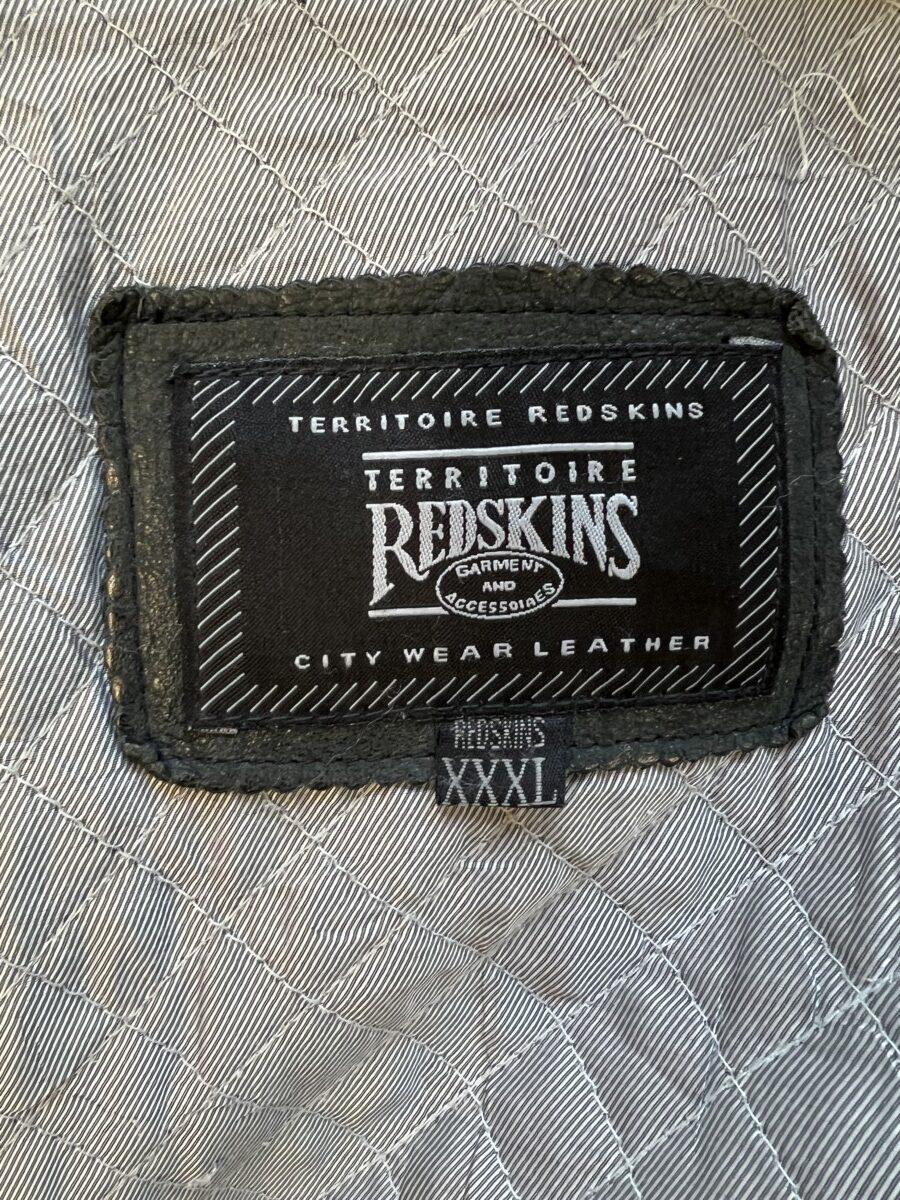 TERRITOIRE REDSKINS
TERRITOIRE
REDSKINS
GARMENT
AND
ACCESSOIRES
CITY WEAR LEATHER
REDSKINS
XXXL